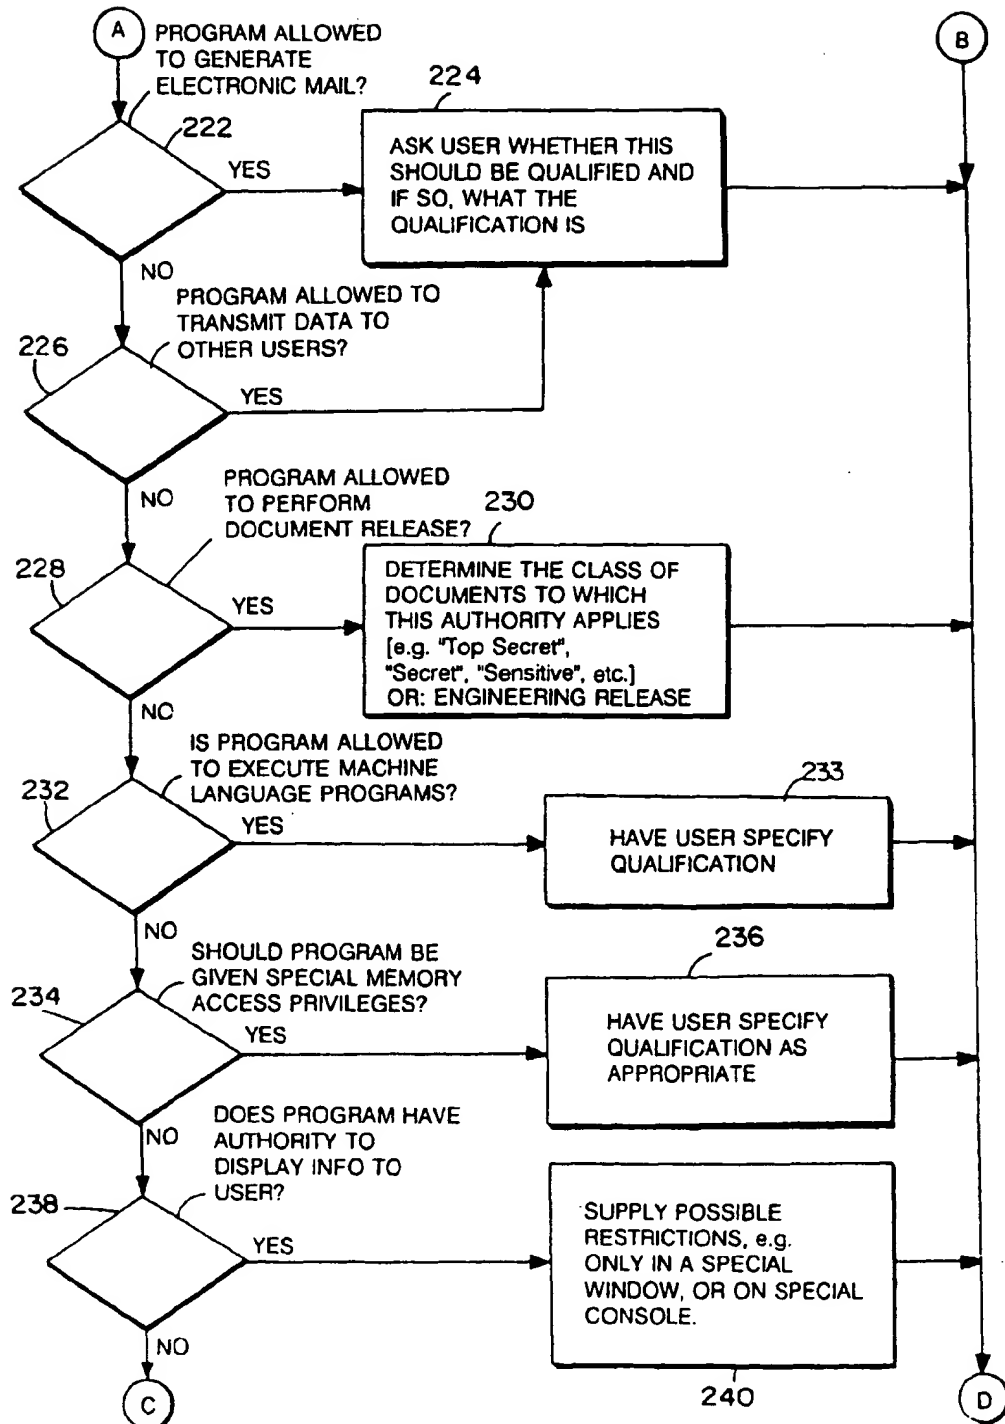 A
PROGRAM ALLOWED
TO GENERATE
ELECTRONIC MAIL?
B
222
YES
224
ASK USER WHETHER THIS
SHOULD BE QUALIFIED AND
IF SO, WHAT THE
QUALIFICATION IS
NO
PROGRAM ALLOWED TO
TRANSMIT DATA TO
OTHER USERS?
226
YES
NO
PROGRAM ALLOWED
TO PERFORM
DOCUMENT RELEASE?
228
YES
230
DETERMINE THE CLASS OF
DOCUMENTS TO WHICH
THIS AUTHORITY APPLIES
[e.g. "Top Secret",
"Secret", "Sensitive", etc.]
OR: ENGINEERING RELEASE
NO
IS PROGRAM ALLOWED
TO EXECUTE MACHINE
LANGUAGE PROGRAMS?
232
YES
233
HAVE USER SPECIFY
QUALIFICATION
NO
SHOULD PROGRAM BE
GIVEN SPECIAL MEMORY
ACCESS PRIVILEGES?
234
YES
236
HAVE USER SPECIFY
QUALIFICATION AS
APPROPRIATE
NO
DOES PROGRAM HAVE
AUTHORITY TO
DISPLAY INFO TO
USER?
238
YES
SUPPLY POSSIBLE
RESTRICTIONS, e.g.
ONLY IN A SPECIAL
WINDOW, OR ON SPECIAL
CONSOLE.
240
NO
C
D